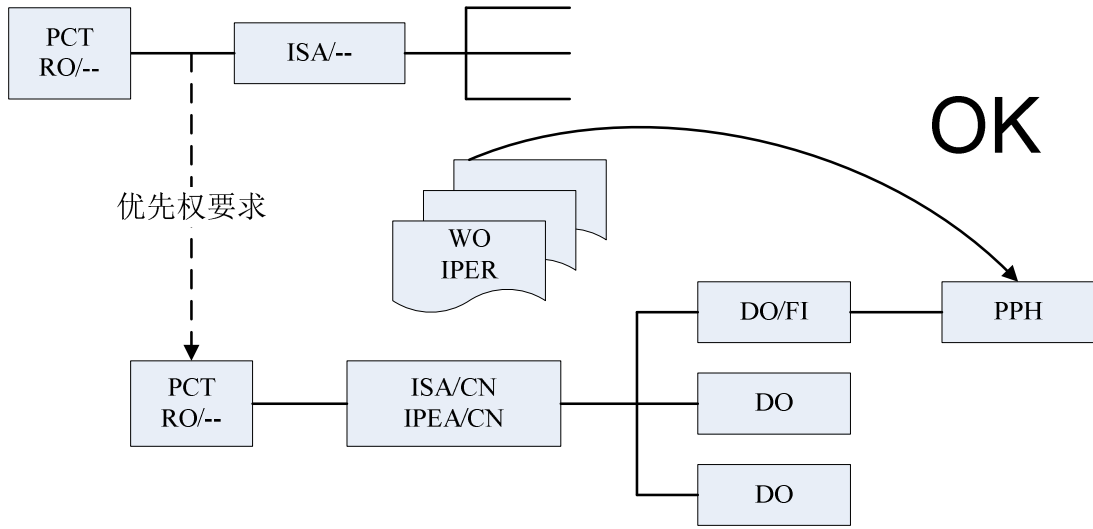 PCT
RO/--
ISA/--
OK
优先权要求
WO
IPER
DO/FI
PPH
PCT
RO/--
ISA/CN
IPEA/CN
DO
DO